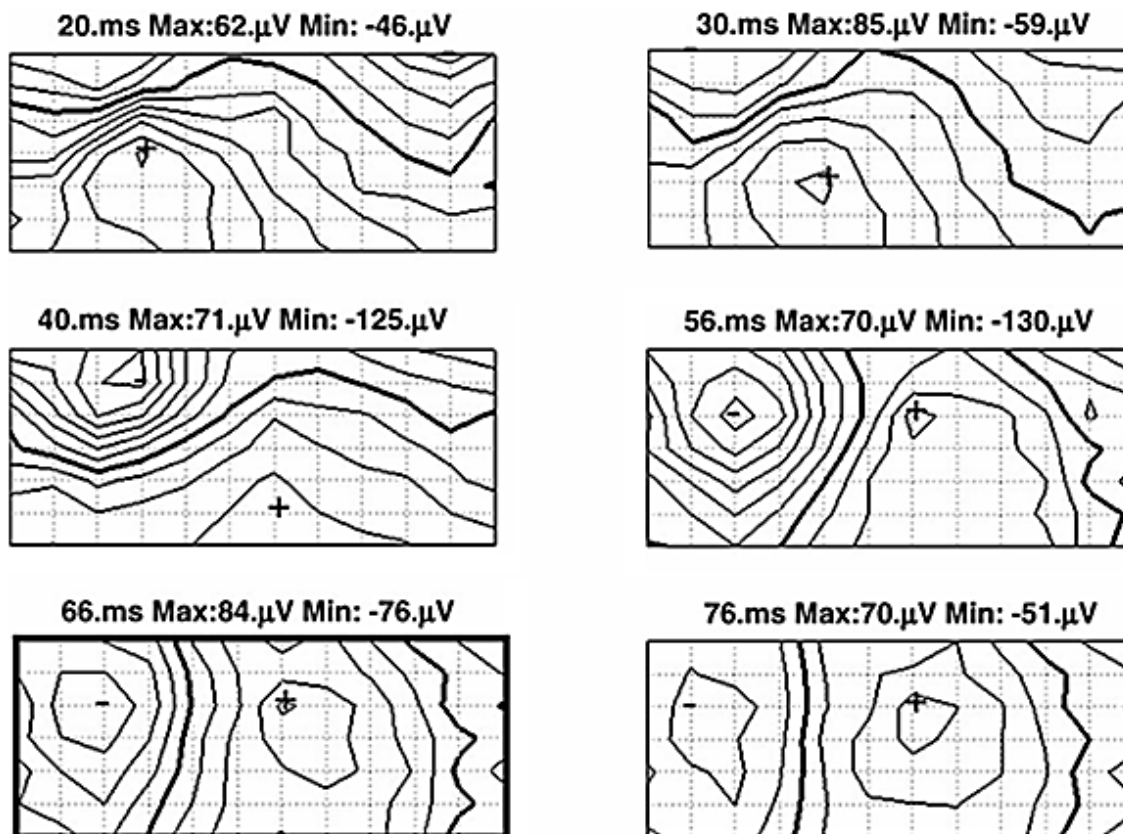 20.ms Max:62.μV Min: -46.μV
30.ms Max:85.μV Min: -59.μV
40.ms Max:71.μV Min: -125.μV
56.ms Max:70.μV Min: -130.μV
66.ms Max:84.μV Min: -76.μV
76.ms Max:70.μV Min: -51.μV